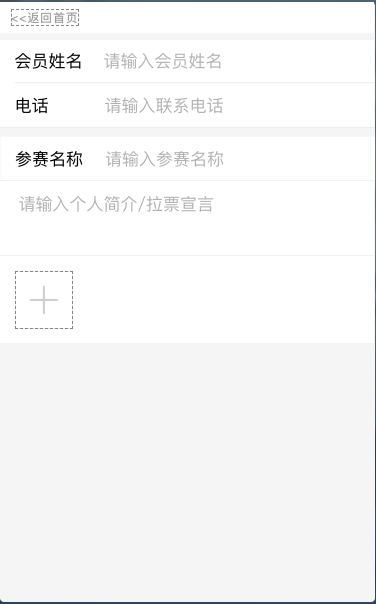 <<返回首页
会员姓名 请输入会员姓名
电话 请输入联系电话
参赛名称 请输入参赛名称
请输入个人简介/拉票宣言